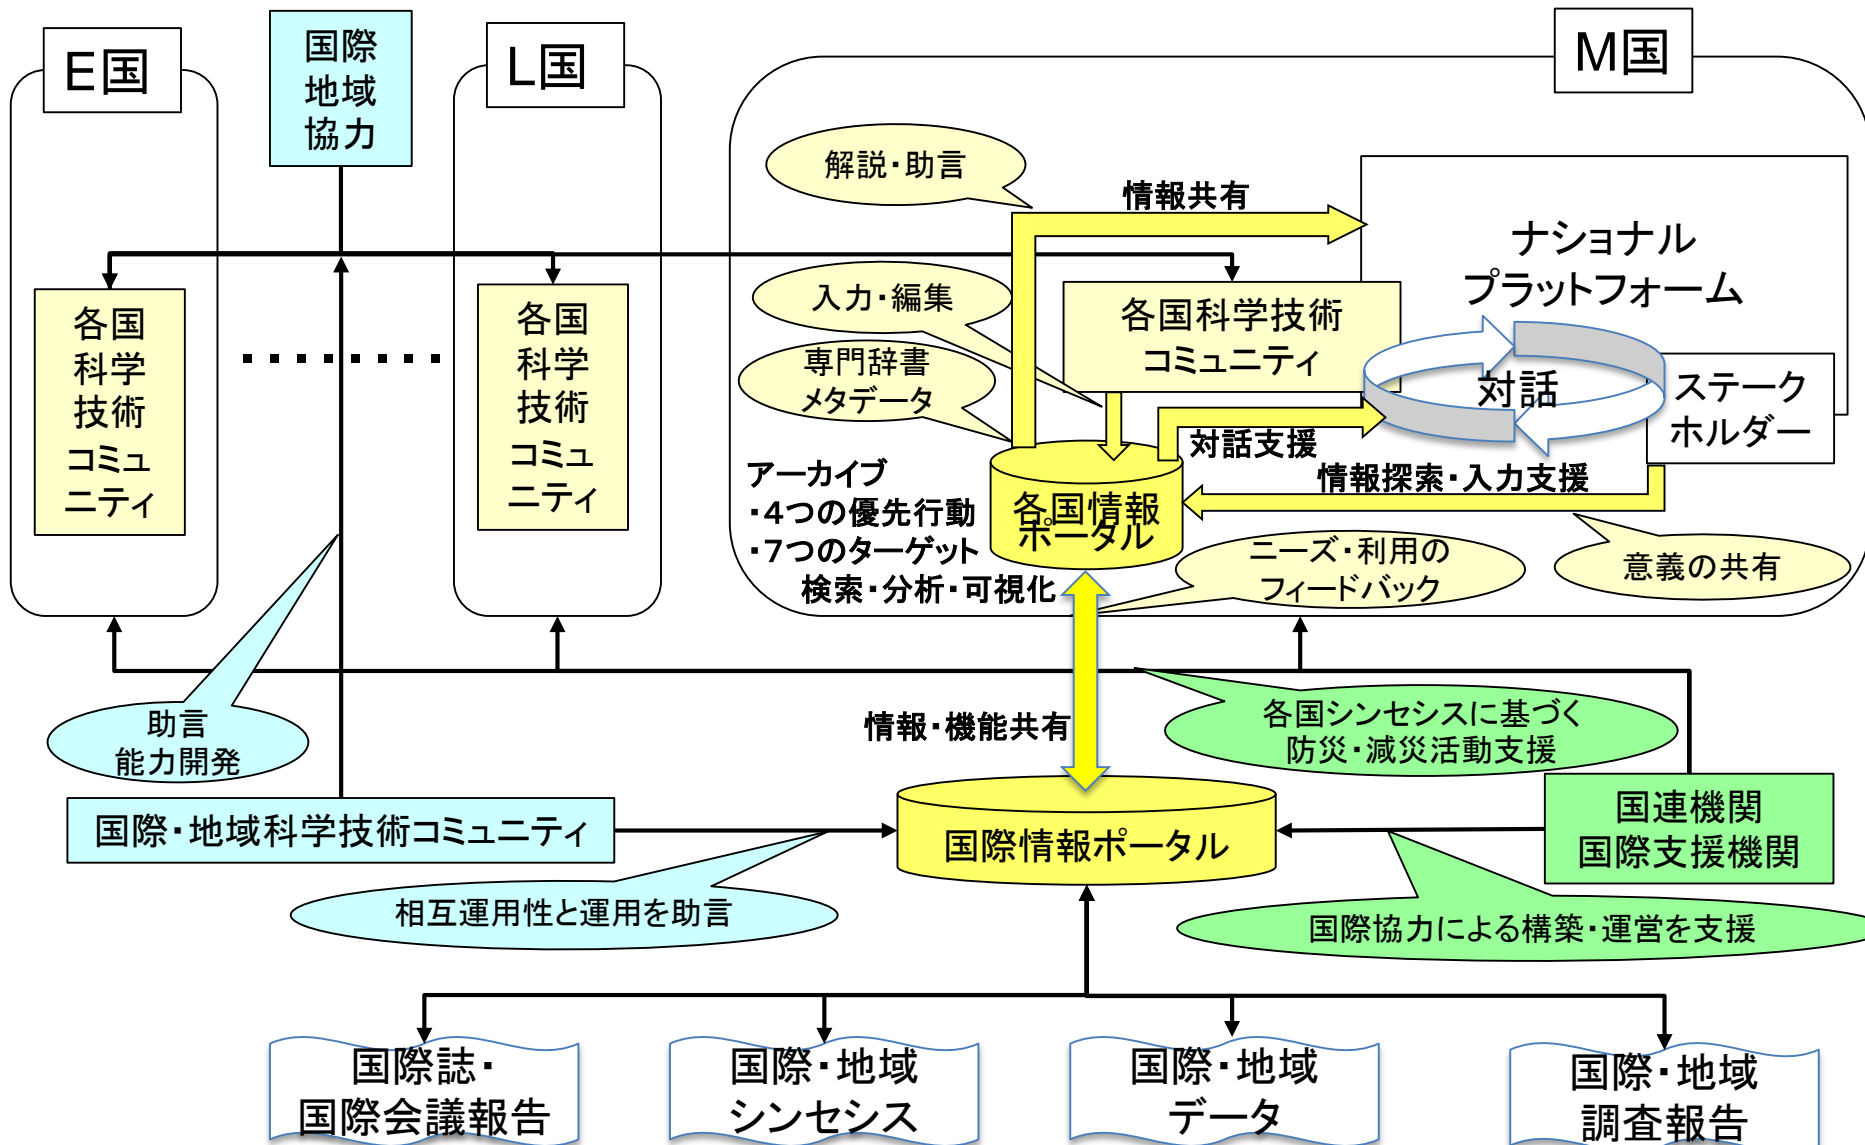 E国
国際
地域
協力
L国
M国
解説・助言
情報共有
ナショナル
プラットフォーム
入力・編集
各国科学技術
コミュニティ
専門辞書
メタデータ
対話
ステーク
ホルダー
各国
科学
技術
コミュ
ニティ
各国
科学
技術
コミュ
ニティ
対話支援
情報探索・入力支援
アーカイブ
・4つの優先行動
・7つのターゲット
検索・分析・可視化
各国情報
ポータル
ニーズ・利用の
フィードバック
意義の共有
助言
能力開発
情報・機能共有
各国シンセシスに基づく
防災・減災活動支援
国際・地域科学技術コミュニティ
国際情報ポータル
国連機関
国際支援機関
相互運用性と運用を助言
国際協力による構築・運営を支援
国際誌・
国際会議報告
国際・地域
シンセシス
国際・地域
データ
国際・地域
調査報告